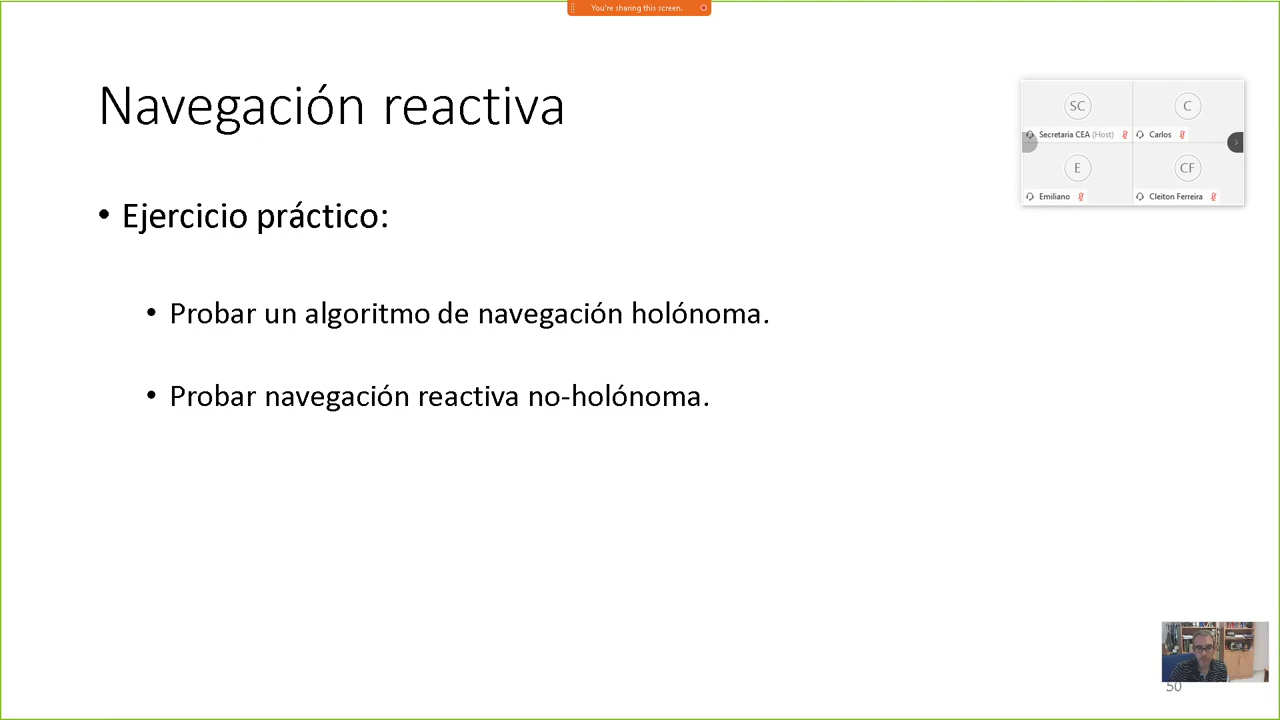 You're sharing this screen.
Navegación reactiva
SC
C
Secretaria CEA (Host)
Carlos
E
CF
Emiliano
Cleiton Ferreira
• Ejercicio práctico:
• Probar un algoritmo de navegación holónoma.
• Probar navegación reactiva no-holónoma.
50